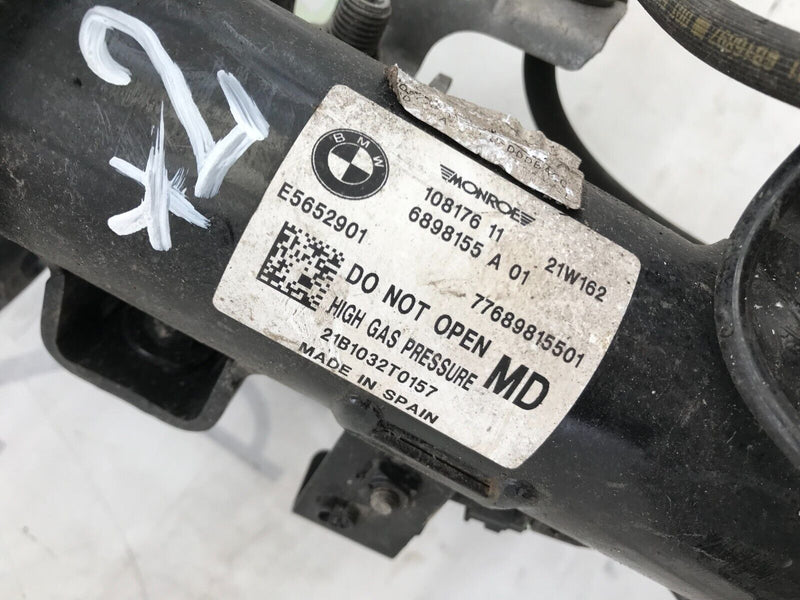 x2
BMW
MONROE
108176 11
E5652901
6898155 A 01
21W162
DO NOT OPEN
77689815501
HIGH GAS PRESSURE
MD
21B1032T0157
MADE IN SPAIN